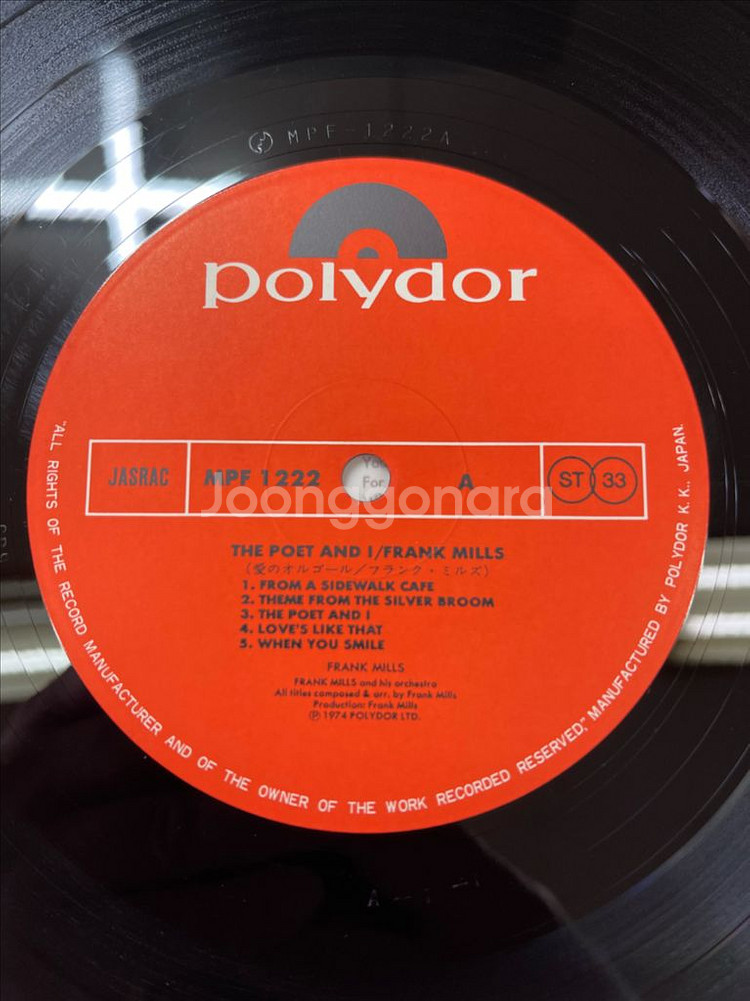 MPF-1222A
polydor
JASRAC
MPF 1222
A
ST 33
Joonggonara
THE POET AND I/FRANK MILLS
(愛のオルゴール/フランク・ミルズ)
1. FROM A SIDEWALK CAFE
2. THEME FROM THE SILVER BROOM
3. THE POET AND I
4. LOVE'S LIKE THAT
5. WHEN YOU SMILE
FRANK MILLS
FRANK MILLS and his orchestra
All titles composed & arr. by Frank Mills
Production: Frank Mills
Ⓟ 1974 POLYDOR LTD.
"ALL RIGHTS OF THE RECORD MANUFACTURER AND OF THE OWNER OF THE WORK RECORDED RESERVED," MANUFACTURED BY POLYDOR K.K., JAPAN.